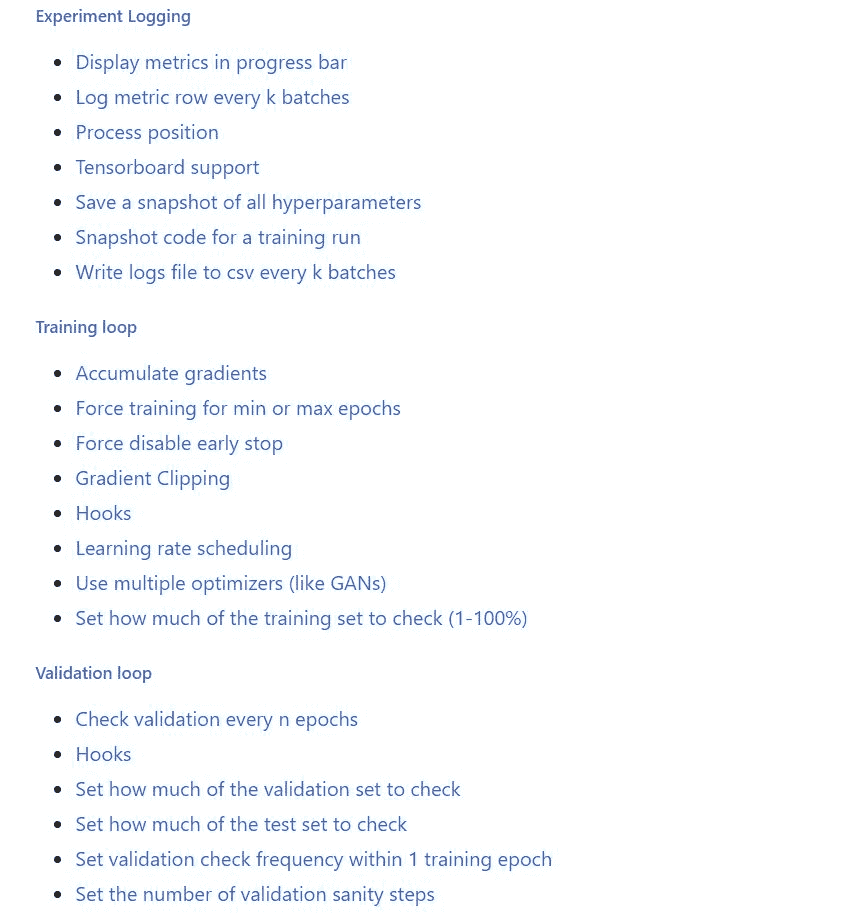 Experiment Logging
Display metrics in progress bar
Log metric row every k batches
Process position
Tensorboard support
Save a snapshot of all hyperparameters
Snapshot code for a training run
Write logs file to csv every k batches
Training loop
Accumulate gradients
Force training for min or max epochs
Force disable early stop
Gradient Clipping
Hooks
Learning rate scheduling
Use multiple optimizers (like GANs)
Set how much of the training set to check (1-100%)
Validation loop
Check validation every n epochs
Hooks
Set how much of the validation set to check
Set how much of the test set to check
Set validation check frequency within 1 training epoch
Set the number of validation sanity steps